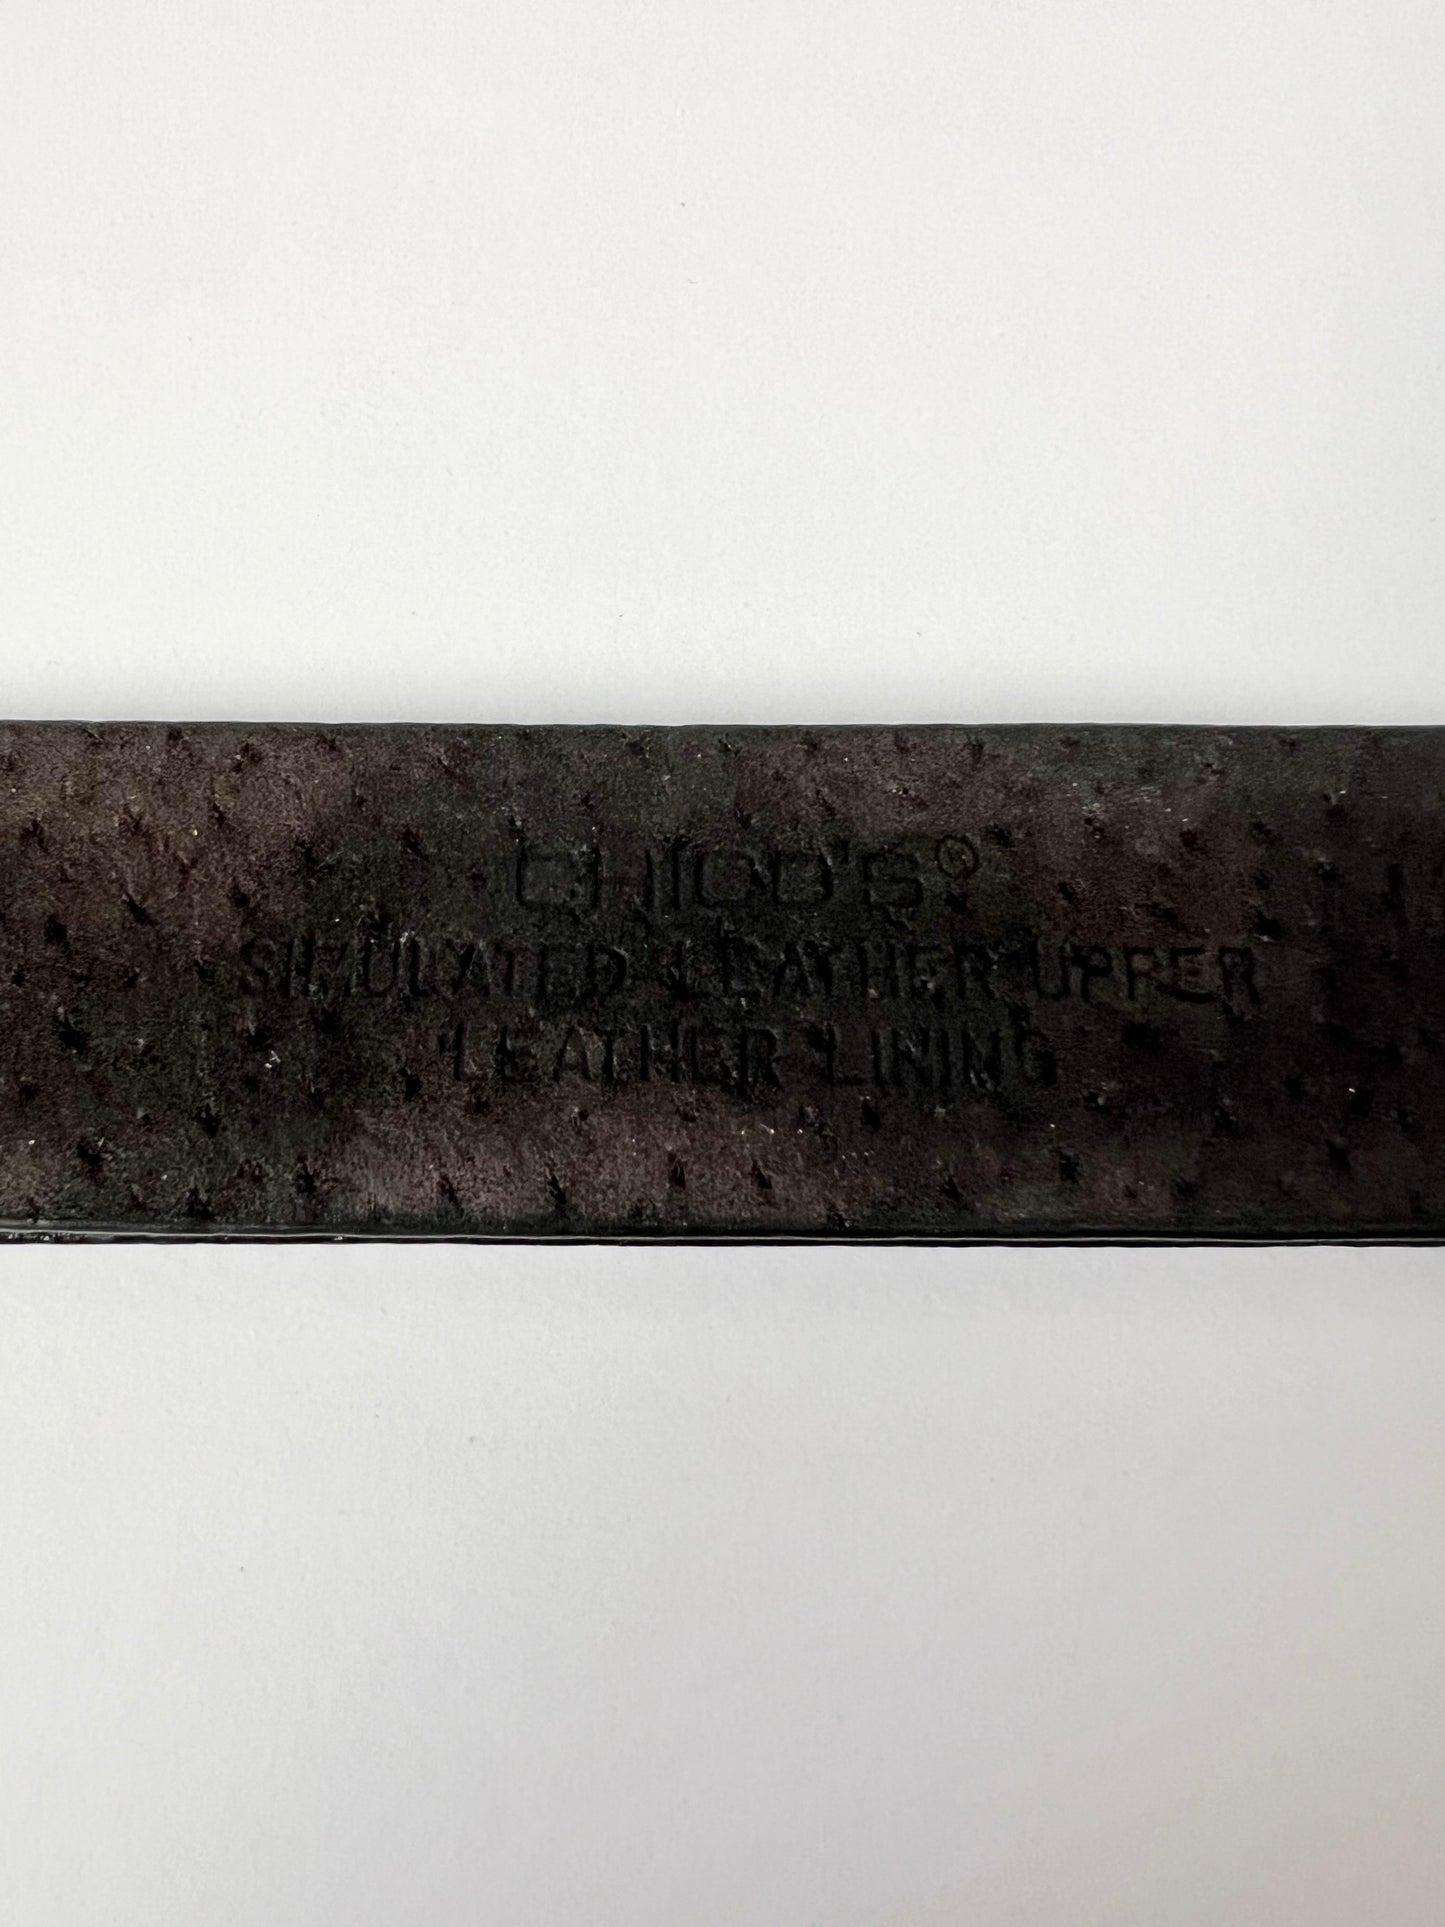 CHICO'S®
SIMULATED LEATHER UPPER
LEATHER LINING